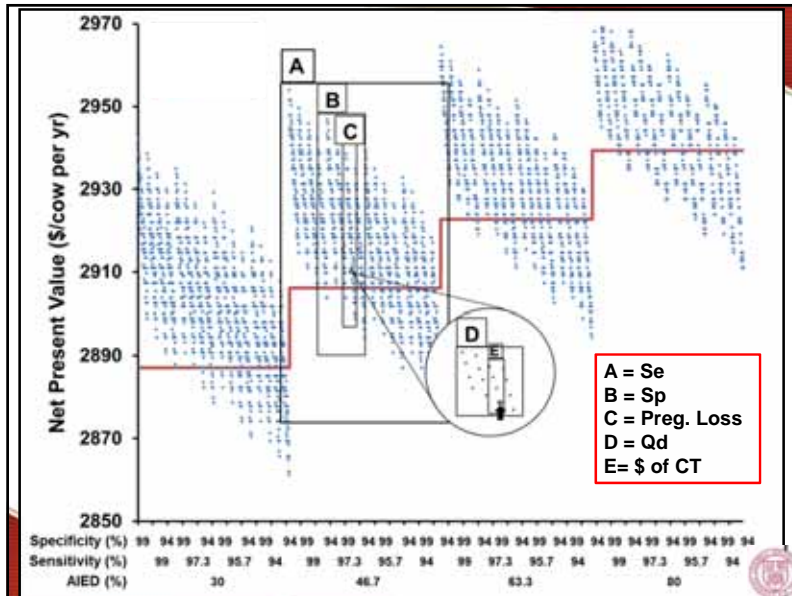 2970
2950
2930
2910
2890
2870
2850
Net Present Value ($/cow per yr)
A
B
C
D
E
A = Se
B = Sp
C = Preg. Loss
D = Qd
E= $ of CT
Specificity (%) 99 94 99 94 99 94 99 94 99 94 99 94 99 94 99 94 99 94 99 94 99 94 99 94 99 94 99 94 99 94 99 94
Sensitivity (%) 99 97.3 95.7 94 99 97.3 95.7 94 99 97.3 95.7 94 99 97.3 95.7 94
AIED (%) 30 46.7 63.3 80